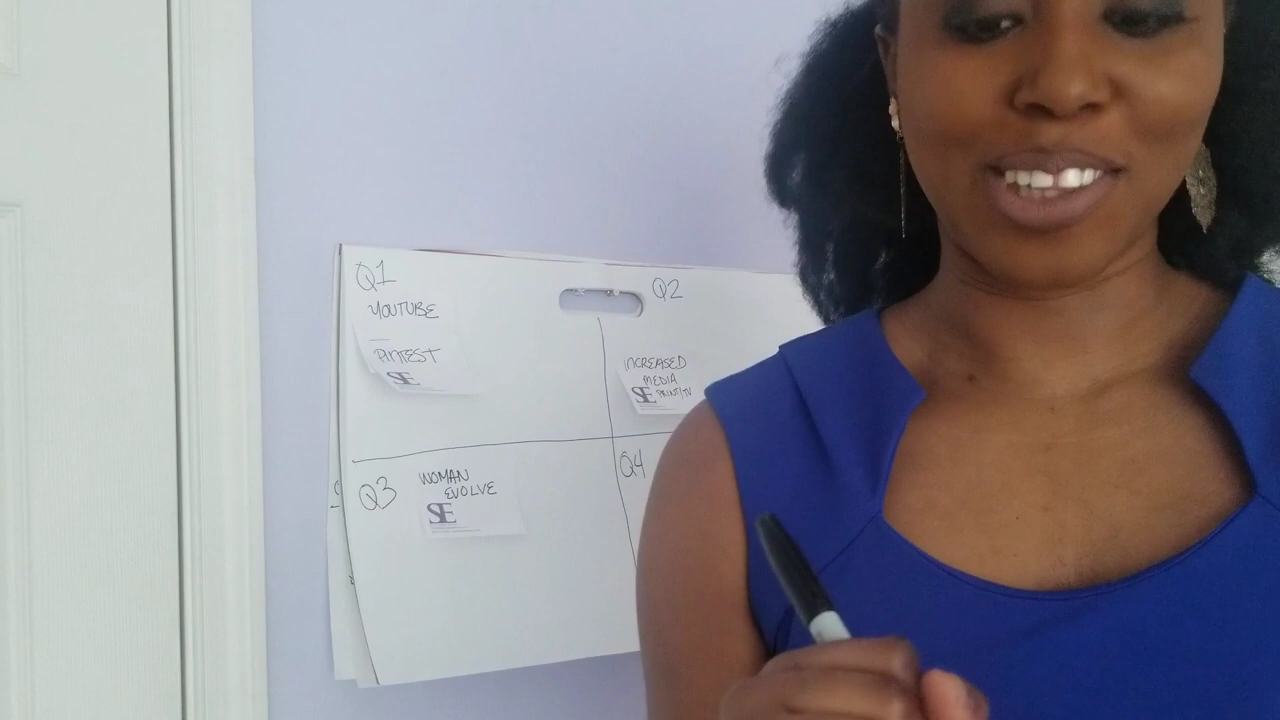 Q1
YOUTUBE
PINTEST
SE
Q2
INCREASED
MEDIA
SE PRINT/TV
Q3
WOMAN
EVOLVE
SE
Q4